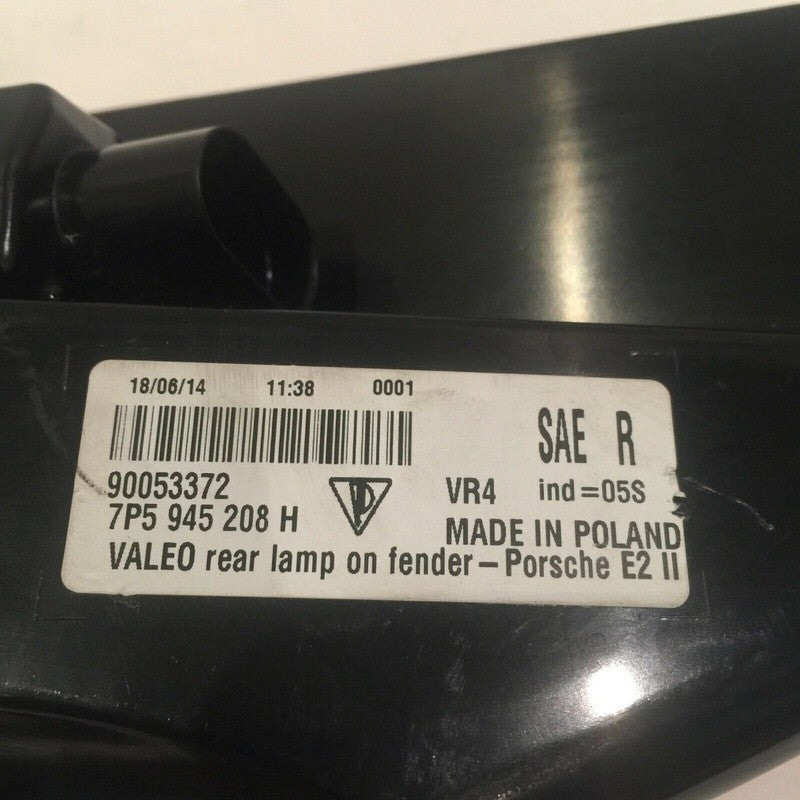 18/06/14 11:38 0001
SAE R
90053372 VR4 ind=05S
7P5 945 208 H MADE IN POLAND
VALEO rear lamp on fender-Porsche E2 II